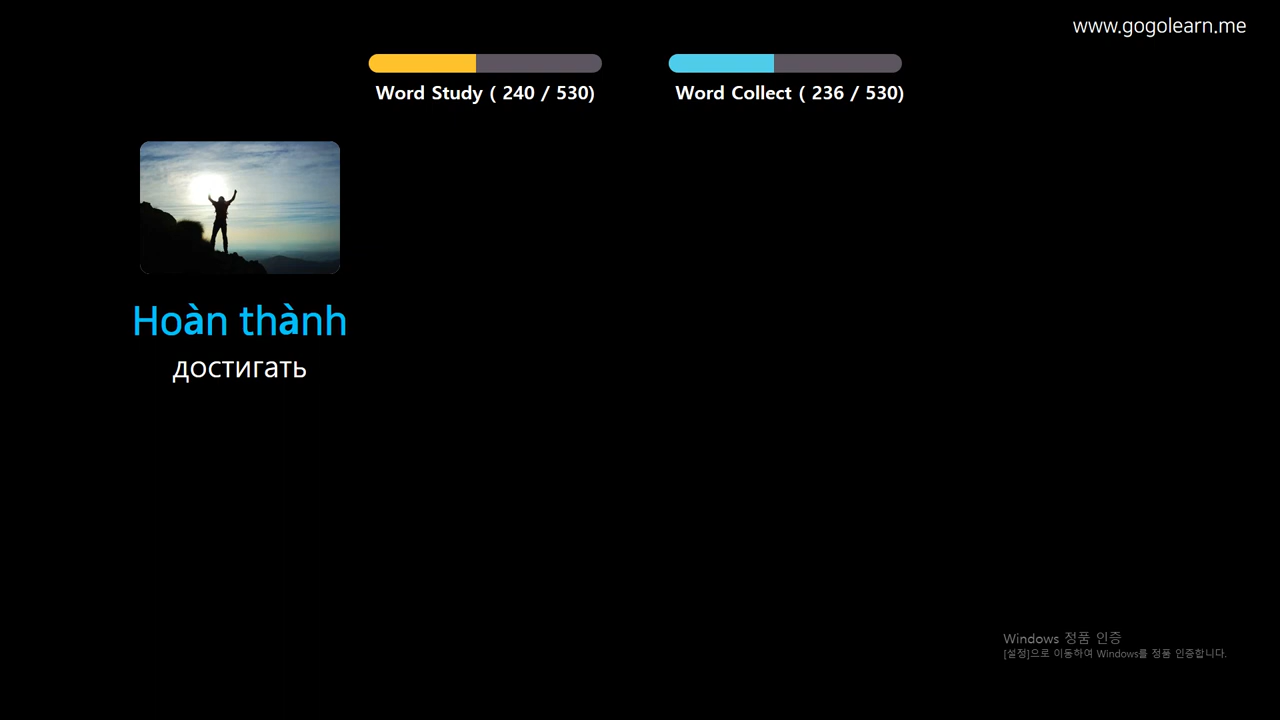 www.gogolearn.me
Word Study ( 240 / 530)
Word Collect ( 236 / 530)
Hoàn thành
достигать
Windows 정품 인증
[설정]으로 이동하여 Windows를 정품 인증합니다.